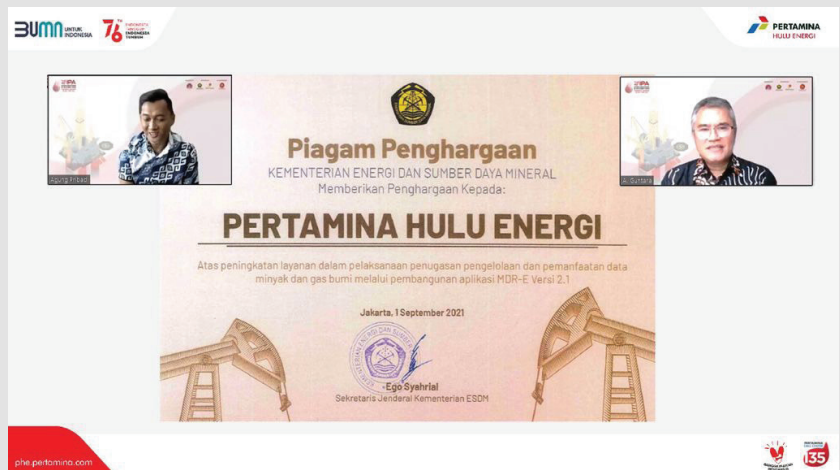 BUMN UNTUK
INDONESIA
76
PERTAMINA
HULU ENERGI
Agung Pribadi
A. Suntara
Piagam Penghargaan
KEMENTERIAN ENERGI DAN SUMBER DAYA MINERAL
Memberikan Penghargaan Kepada:
PERTAMINA HULU ENERGI
Atas peningkatan layanan dalam pelaksanaan penugasan pengelolaan dan pemanfaatan data
minyak dan gas bumi melalui pembangunan aplikasi MDR-E Versi 2.1
Jakarta, 1 September 2021
Ego Syahrial
Sekretaris Jenderal Kementerian ESDM
phe.pertamina.com
135